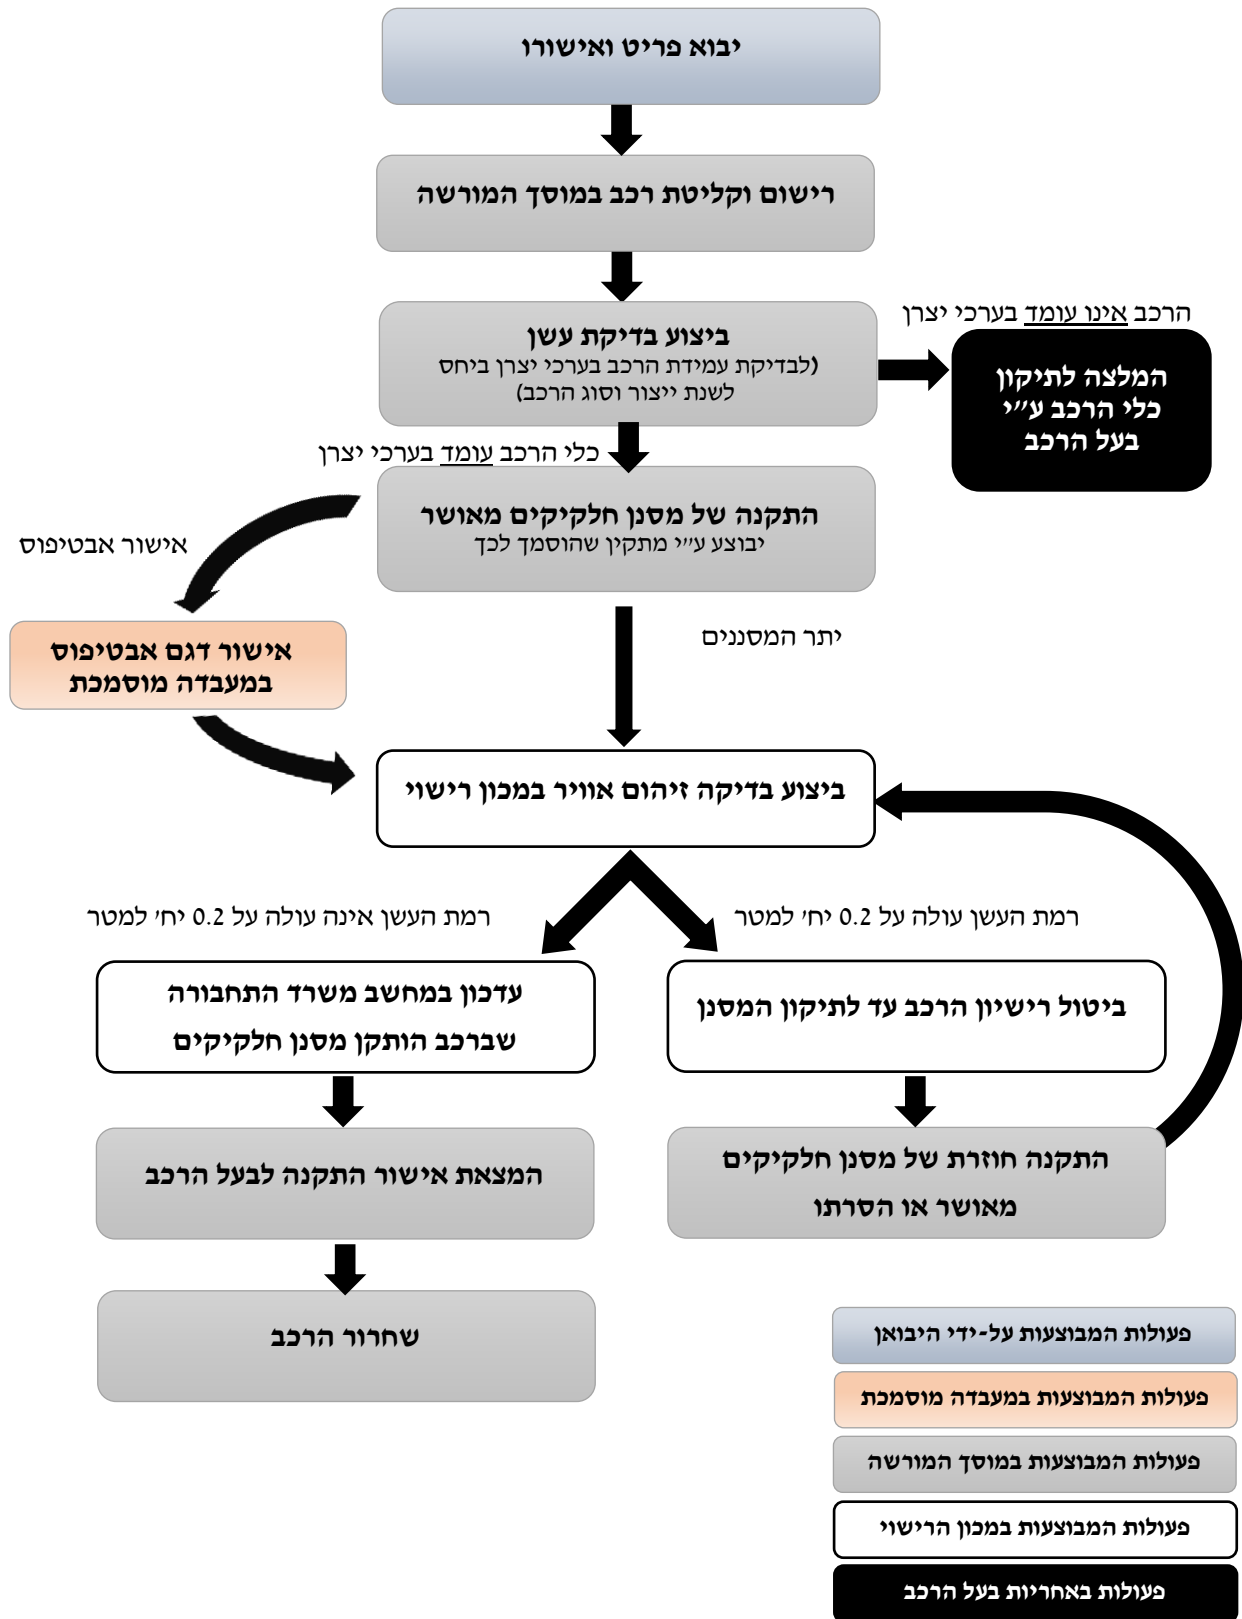 יבוא פריט ואישורו
רישום וקליטת רכב במוסך המורשה
ביצוע בדיקת עשן
(לבדיקת עמידת הרכב בערכי יצרן ביחס
לשנת ייצור וסוג הרכב)
הרכב אינו עומד בערכי יצרן
המלצה לתיקון
כלי הרכב ע״י
בעל הרכב
כלי הרכב עומד בערכי יצרן
התקנה של מסנן חלקיקים מאושר
יבוצע ע״י מתקין שהוסמך לכך
אישור אבטיפוס
אישור דגם אבטיפוס
במעבדה מוסמכת
יתר המסננים
ביצוע בדיקה זיהום אוויר במכון רישוי
רמת העשן עולה על 0.2 יח׳ למטר
רמת העשן אינה עולה על 0.2 יח׳ למטר
ביטול רישיון הרכב עד לתיקון המסנן
עדכון במחשב משרד התחבורה
שברכב הותקן מסנן חלקיקים
התקנה חוזרת של מסנן חלקיקים
מאושר או הסרתו
המצאת אישור התקנה לבעל הרכב
שחרור הרכב
פעולות המבוצעות על-ידי היבואן
פעולות המבוצעות במעבדה מוסמכת
פעולות המבוצעות במוסך המורשה
פעולות המבוצעות במכון הרישוי
פעולות באחריות בעל הרכב